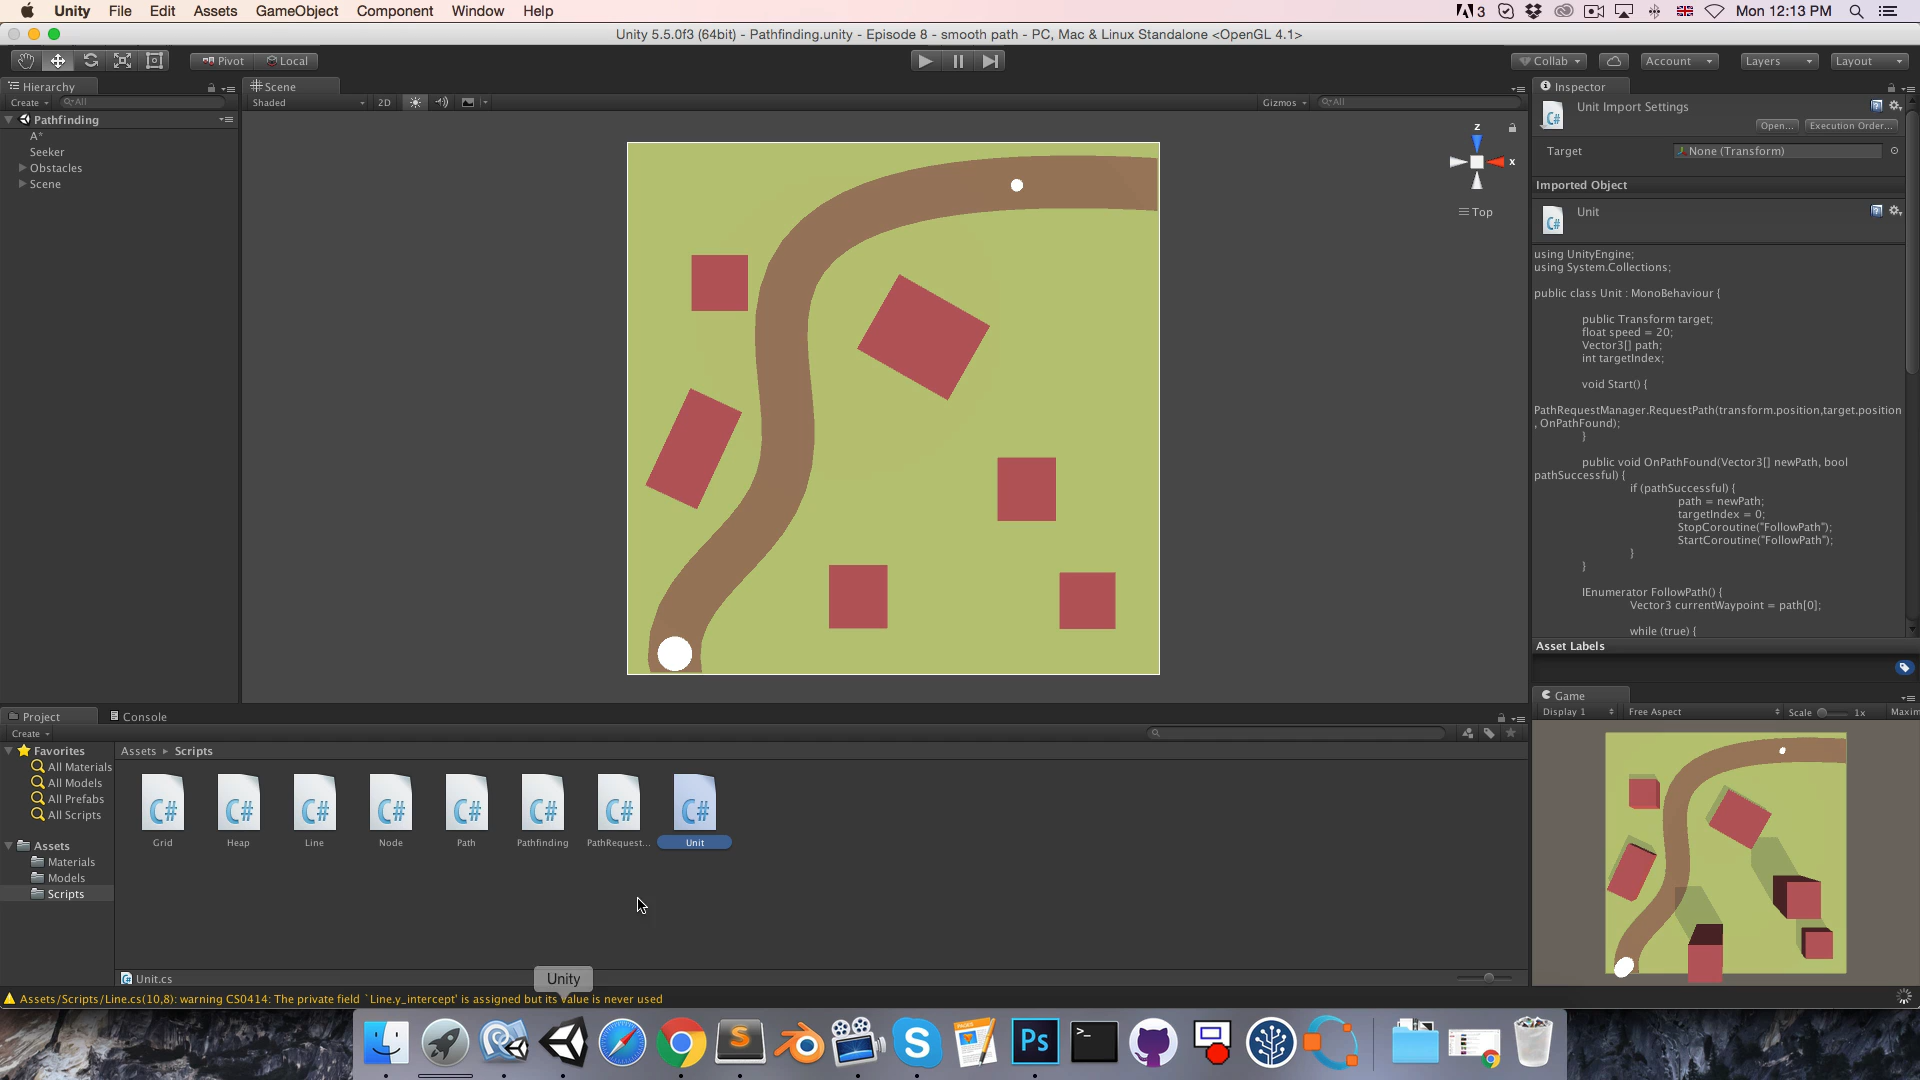 Unity File Edit Assets GameObject Component Window Help
3 Mon 12:13 PM
Unity 5.5.0f3 (64bit) - Pathfinding.unity - Episode 8 - smooth path - PC, Mac & Linux Standalone <OpenGL 4.1>
Pivot Local
Collab Account Layers Layout
Hierarchy
Create All
Pathfinding
A*
Seeker
Obstacles
Scene
Scene
Shaded 2D Gizmos All
z
x
Top
Inspector
C#
Unit Import Settings
Open... Execution Order...
Target None (Transform)
Imported Object
C#
Unit
using UnityEngine;
using System.Collections;
public class Unit : MonoBehaviour {
public Transform target;
float speed = 20;
Vector3[] path;
int targetIndex;
void Start() {
PathRequestManager.RequestPath(transform.position,target.position
, OnPathFound);
}
public void OnPathFound(Vector3[] newPath, bool
pathSuccessful) {
if (pathSuccessful) {
path = newPath;
targetIndex = 0;
StopCoroutine("FollowPath");
StartCoroutine("FollowPath");
}
}
IEnumerator FollowPath() {
Vector3 currentWaypoint = path[0];
while (true) {
Asset Labels
Game
Display 1 Free Aspect Scale 1x Maxim
Project Console
Create
Favorites
All Materials
All Models
All Prefabs
All Scripts
Assets
Materials
Models
Scripts
Assets Scripts
C# C# C# C# C# C# C# C#
Grid Heap Line Node Path Pathfinding PathRequest... Unit
Unit.cs
Unity
Assets/Scripts/Line.cs(10,8): warning CS0414: The private field `Line.y_intercept' is assigned but its value is never used
S S PAGES Ps >_